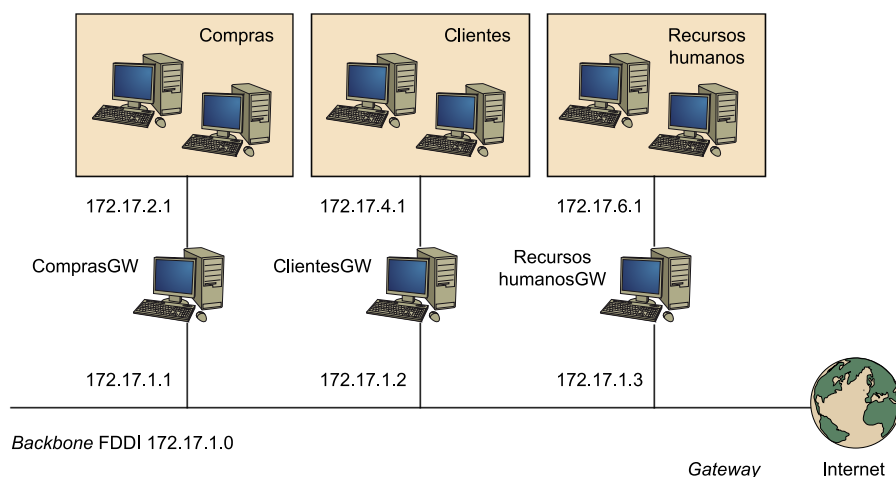 Compras
Clientes
Recursos
humanos
172.17.2.1
172.17.4.1
172.17.6.1
ComprasGW
ClientesGW
Recursos
humanosGW
172.17.1.1
172.17.1.2
172.17.1.3
Backbone FDDI 172.17.1.0
Gateway
Internet